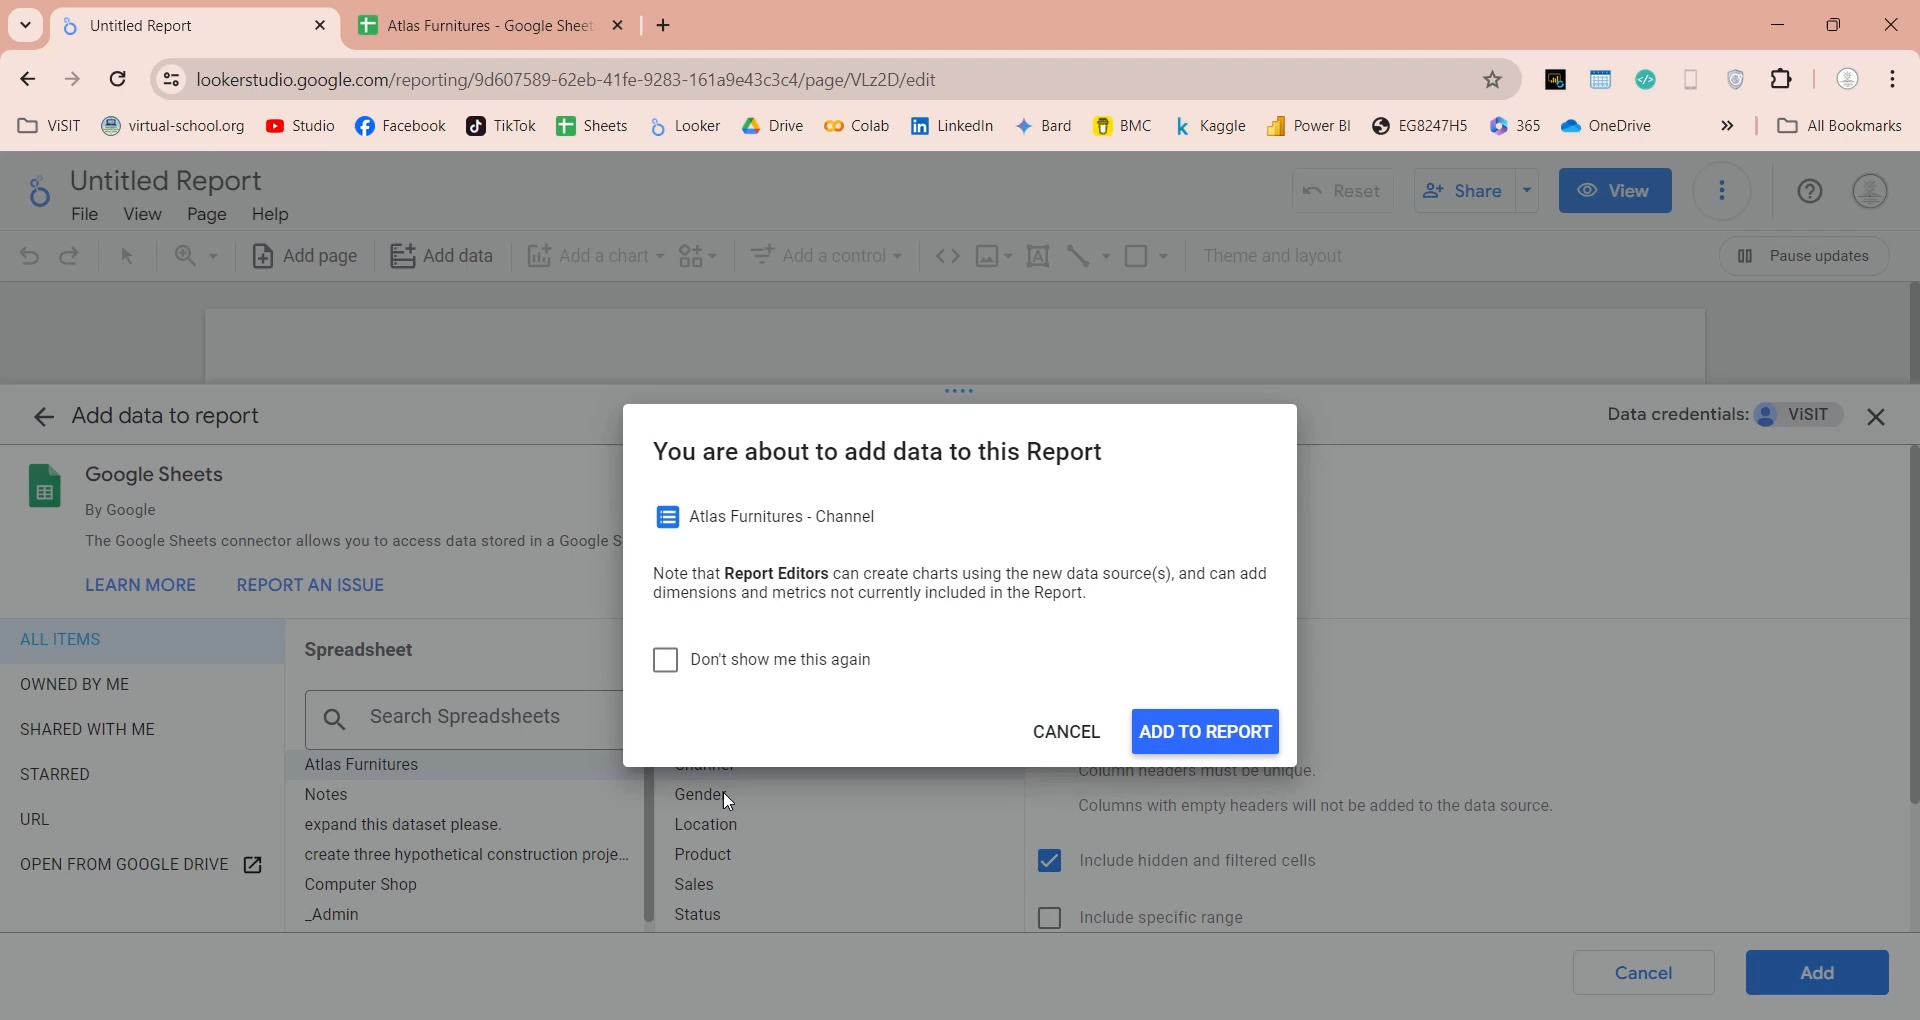 Untitled Report
Atlas Furnitures - Google Sheet
lookerstudio.google.com/reporting/9d607589-62eb-41fe-9283-161a9e43c3c4/page/VLz2D/edit
ViSIT
virtual-school.org
Studio
Facebook
TikTok
Sheets
Looker
Drive
Colab
LinkedIn
Bard
BMC
Kaggle
Power BI
EG8247H5
365
OneDrive
All Bookmarks
Untitled Report
File View Page Help
Reset
Share
View
Add page
Add data
Add a chart
Add a control
Theme and layout
Pause updates
Add data to report
Data credentials: ViSIT
Google Sheets
By Google
The Google Sheets connector allows you to access data stored in a Google S
LEARN MORE REPORT AN ISSUE
You are about to add data to this Report
Atlas Furnitures - Channel
Note that Report Editors can create charts using the new data source(s), and can add
dimensions and metrics not currently included in the Report.
Don't show me this again
CANCEL
ADD TO REPORT
ALL ITEMS
OWNED BY ME
SHARED WITH ME
STARRED
URL
OPEN FROM GOOGLE DRIVE
Spreadsheet
Search Spreadsheets
Atlas Furnitures
Notes
expand this dataset please.
create three hypothetical construction proje...
Computer Shop
_Admin
Channel
Gender
Location
Product
Sales
Status
Column headers must be unique.
Columns with empty headers will not be added to the data source.
Include hidden and filtered cells
Include specific range
Cancel
Add